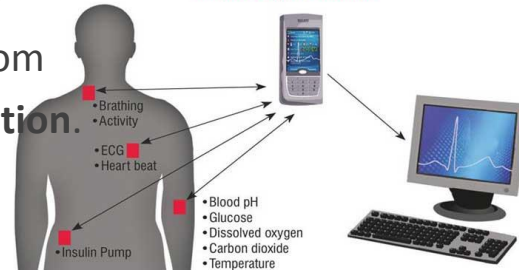 om
tion.
• Brathing
• Activity
• ECG
• Heart beat
• Blood pH
• Glucose
• Dissolved oxygen
• Carbon dioxide
• Temperature
• Insulin Pump